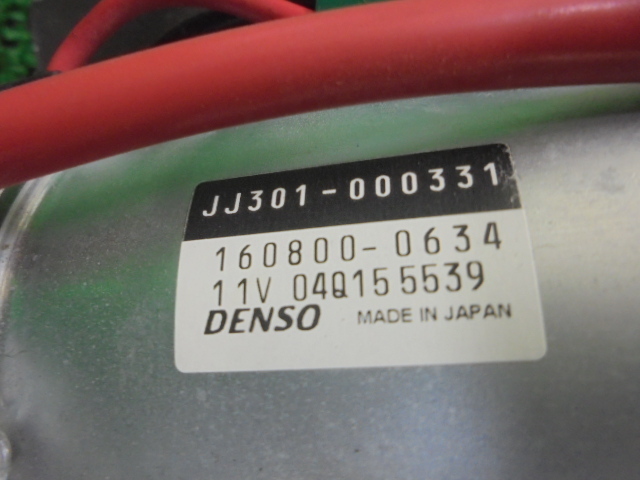 JJ301-000331
160800-0634
11V 04Q155539
DENSO MADE IN JAPAN